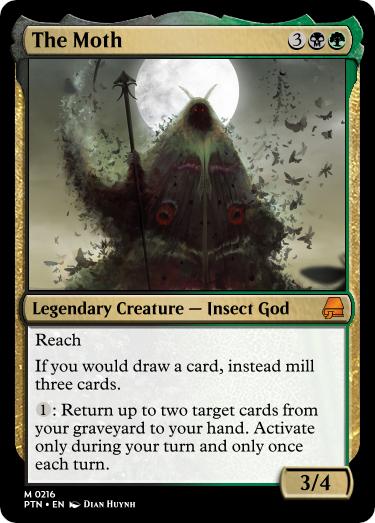 The Moth 3
Legendary Creature — Insect God
Reach
If you would draw a card, instead mill
three cards.
1: Return up to two target cards from
your graveyard to your hand. Activate
only during your turn and only once
each turn.
3/4
M 0216
PTN • EN DIAN HUYNH